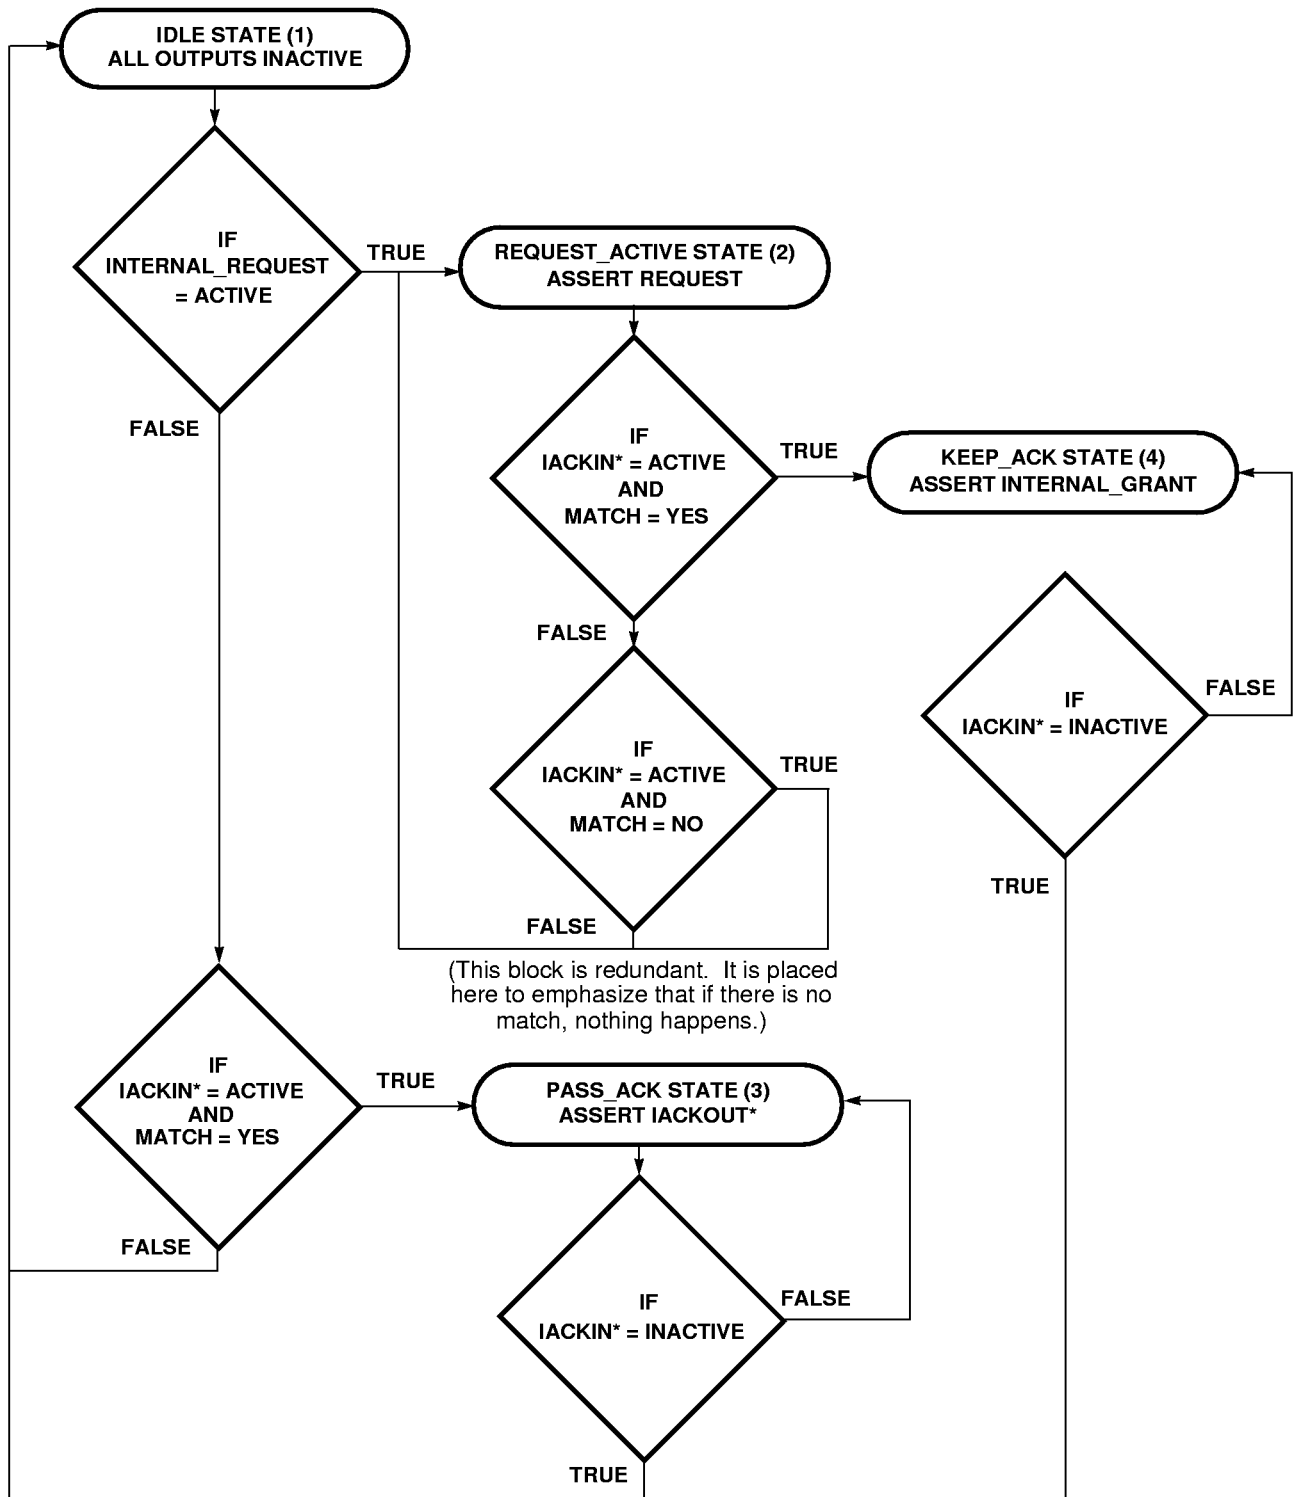 IDLE STATE (1)
ALL OUTPUTS INACTIVE
IF
INTERNAL_REQUEST
= ACTIVE
TRUE
REQUEST_ACTIVE STATE (2)
ASSERT REQUEST
FALSE
IF
IACKIN* = ACTIVE
AND
MATCH = YES
TRUE
KEEP_ACK STATE (4)
ASSERT INTERNAL_GRANT
FALSE
IF
IACKIN* = INACTIVE
FALSE
TRUE
IF
IACKIN* = ACTIVE
AND
MATCH = NO
TRUE
FALSE
(This block is redundant. It is placed
here to emphasize that if there is no
match, nothing happens.)
IF
IACKIN* = ACTIVE
AND
MATCH = YES
TRUE
FALSE
PASS_ACK STATE (3)
ASSERT IACKOUT*
IF
IACKIN* = INACTIVE
FALSE
TRUE